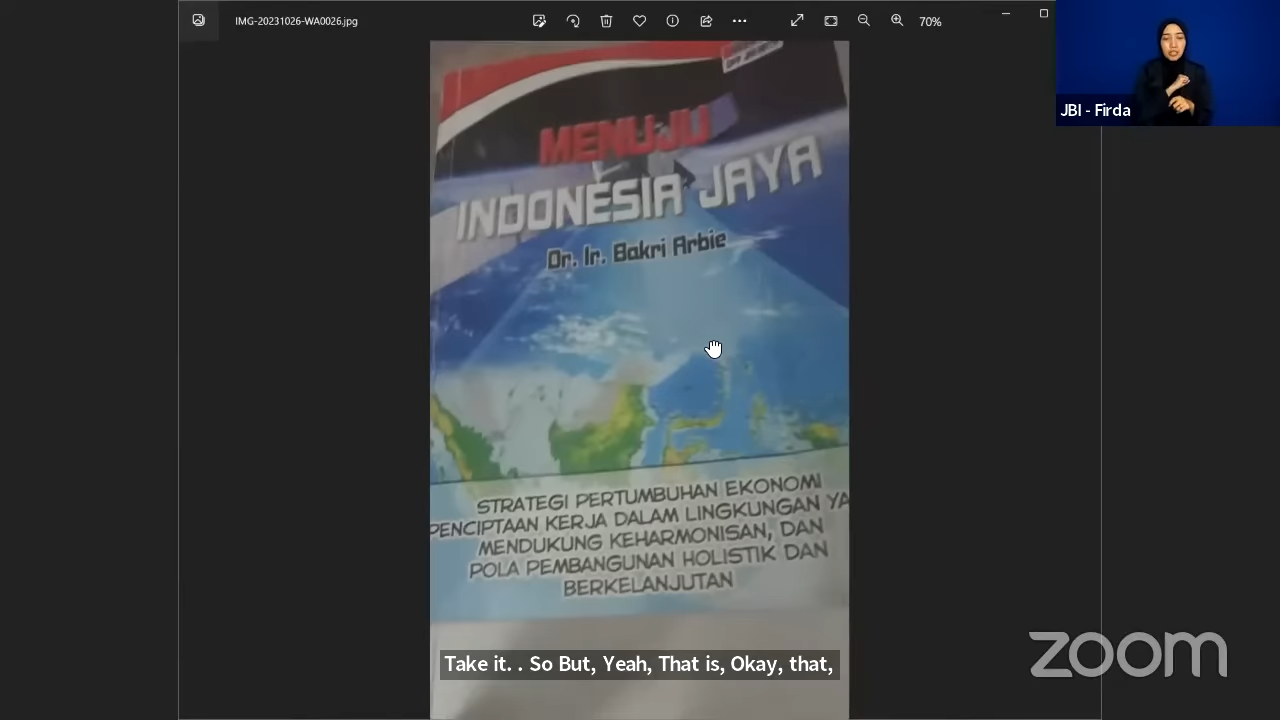 IMG-20231026-WA0026.jpg
70%
JBI - Firda
MENUJU
INDONESIA JAYA
Dr. Ir. Bakri Arbie
STRATEGI PERTUMBUHAN EKONOMI
PENCIPTAAN KERJA DALAM LINGKUNGAN YA
MENDUKUNG KEHARMONISAN, DAN
POLA PEMBANGUNAN HOLISTIK DAN
BERKELANJUTAN
Take it. . So But, Yeah, That is, Okay, that,
zoom